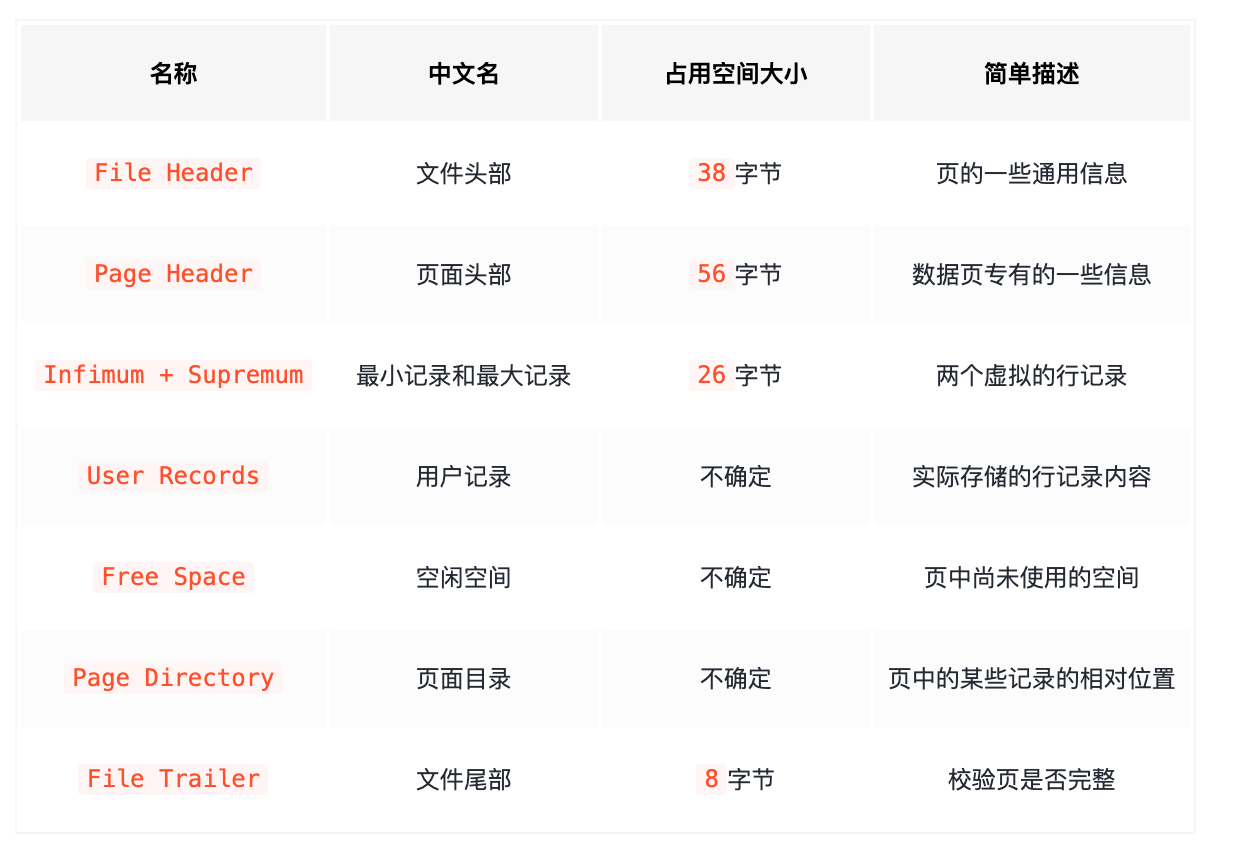 名称 中文名 占用空间大小 简单描述
File Header 文件头部 38 字节 页的一些通用信息
Page Header 页面头部 56 字节 数据页专有的一些信息
Infimum + Supremum 最小记录和最大记录 26 字节 两个虚拟的行记录
User Records 用户记录 不确定 实际存储的行记录内容
Free Space 空闲空间 不确定 页中尚未使用的空间
Page Directory 页面目录 不确定 页中的某些记录的相对位置
File Trailer 文件尾部 8 字节 校验页是否完整